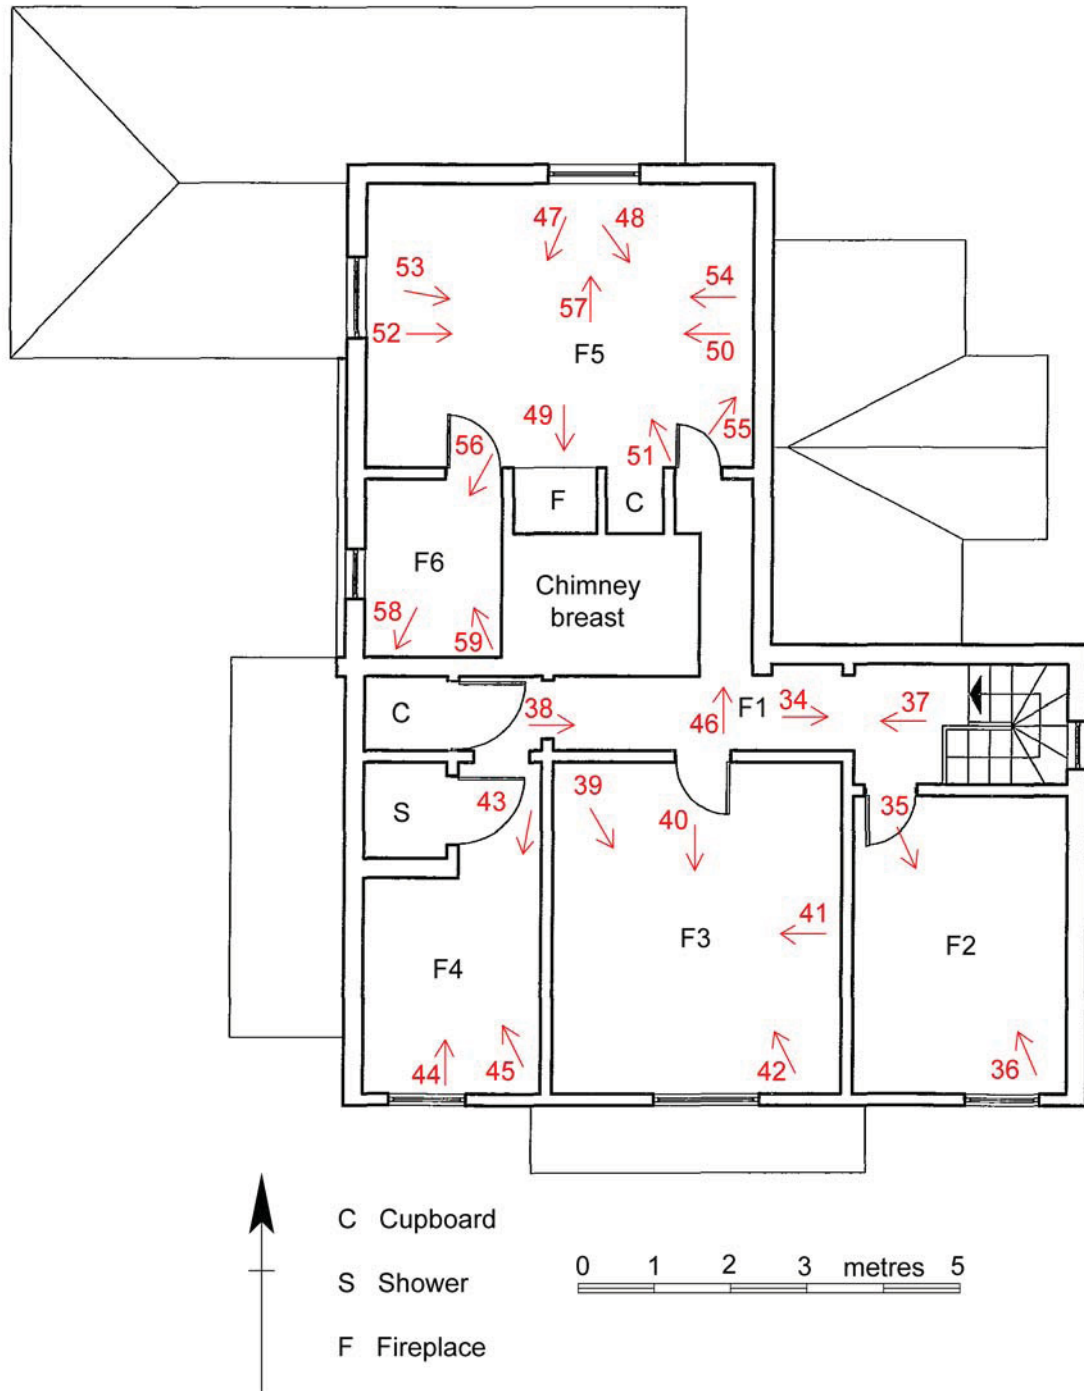 47 48
53 54
57
52 50
F5
49
56 51 55
F C
F6
Chimney
breast
58
59
C 38 46 F1 34 37
39 35
S 43 40
41
F3 F2
F4
44 45 42 36
C Cupboard
0 1 2 3 metres 5
S Shower
F Fireplace